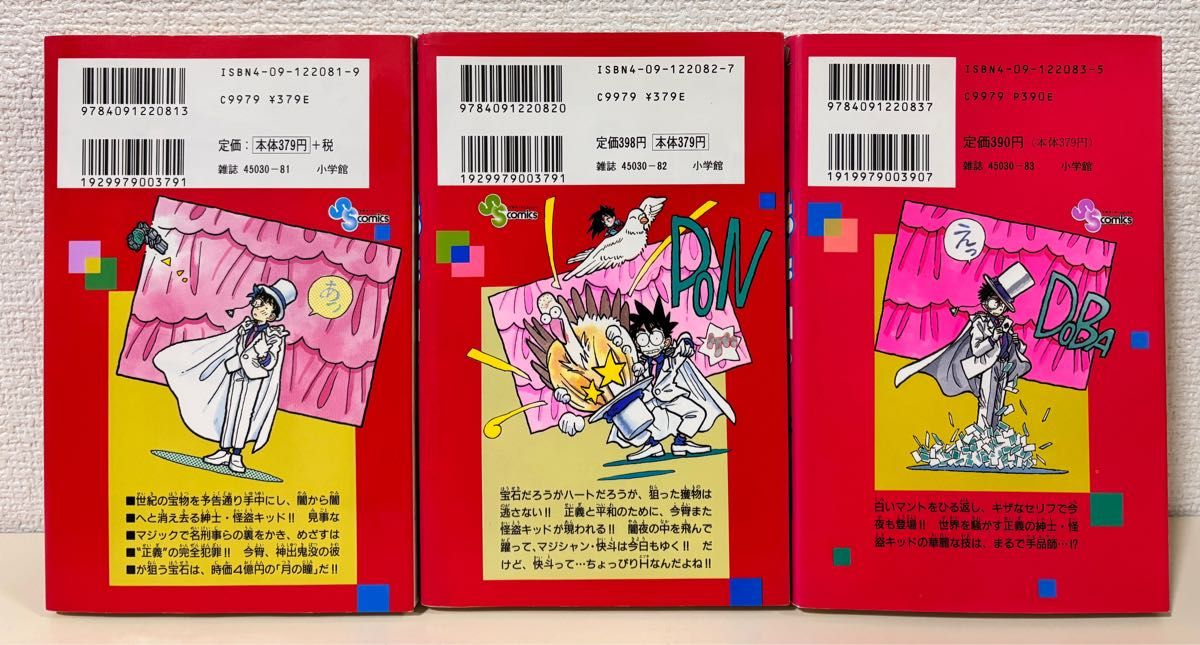 ISBN4-09-122081-9
C9979 ¥379E
9784091220813
定価：本体379円＋税
1929979003791
雑誌 45030-81 小学館
SS comics
あっ
■世紀の宝物を予告通り手中にし、闇から闇
■へと消え去る紳士・怪盗キッド!! 見事な
■マジックで名刑事らの裏をかき、めざすは
■“正義”の完全犯罪!! 今宵、神出鬼没の彼
■が狙う宝石は、時価4億円の「月の瞳」だ!!
ISBN4-09-122082-7
C9979 ¥379E
9784091220820
定価398円 本体379円
1929979003791
雑誌 45030-82 小学館
SS comics
PoN
宝石だろうがハートだろうが、狙った獲物は
逃さない!! 正義と平和のために、今宵また
怪盗キッドが現われる!! 闇夜の中を飛んで
躍って、マジシャン・快斗は今日もゆく!! だ
けど、快斗って…ちょっぴりHなんだよね!!
ISBN4-09-122083-5
C9979 P390E
9784091220837
定価390円（本体379円）
1919979003907
雑誌 45030-83 小学館
SS comics
えっ
DoBA
白いマントをひる返し、キザなセリフで今
夜も登場!! 世界を騒がす正義の紳士・怪
盗キッドの華麗な技は、まるで手品師…!?